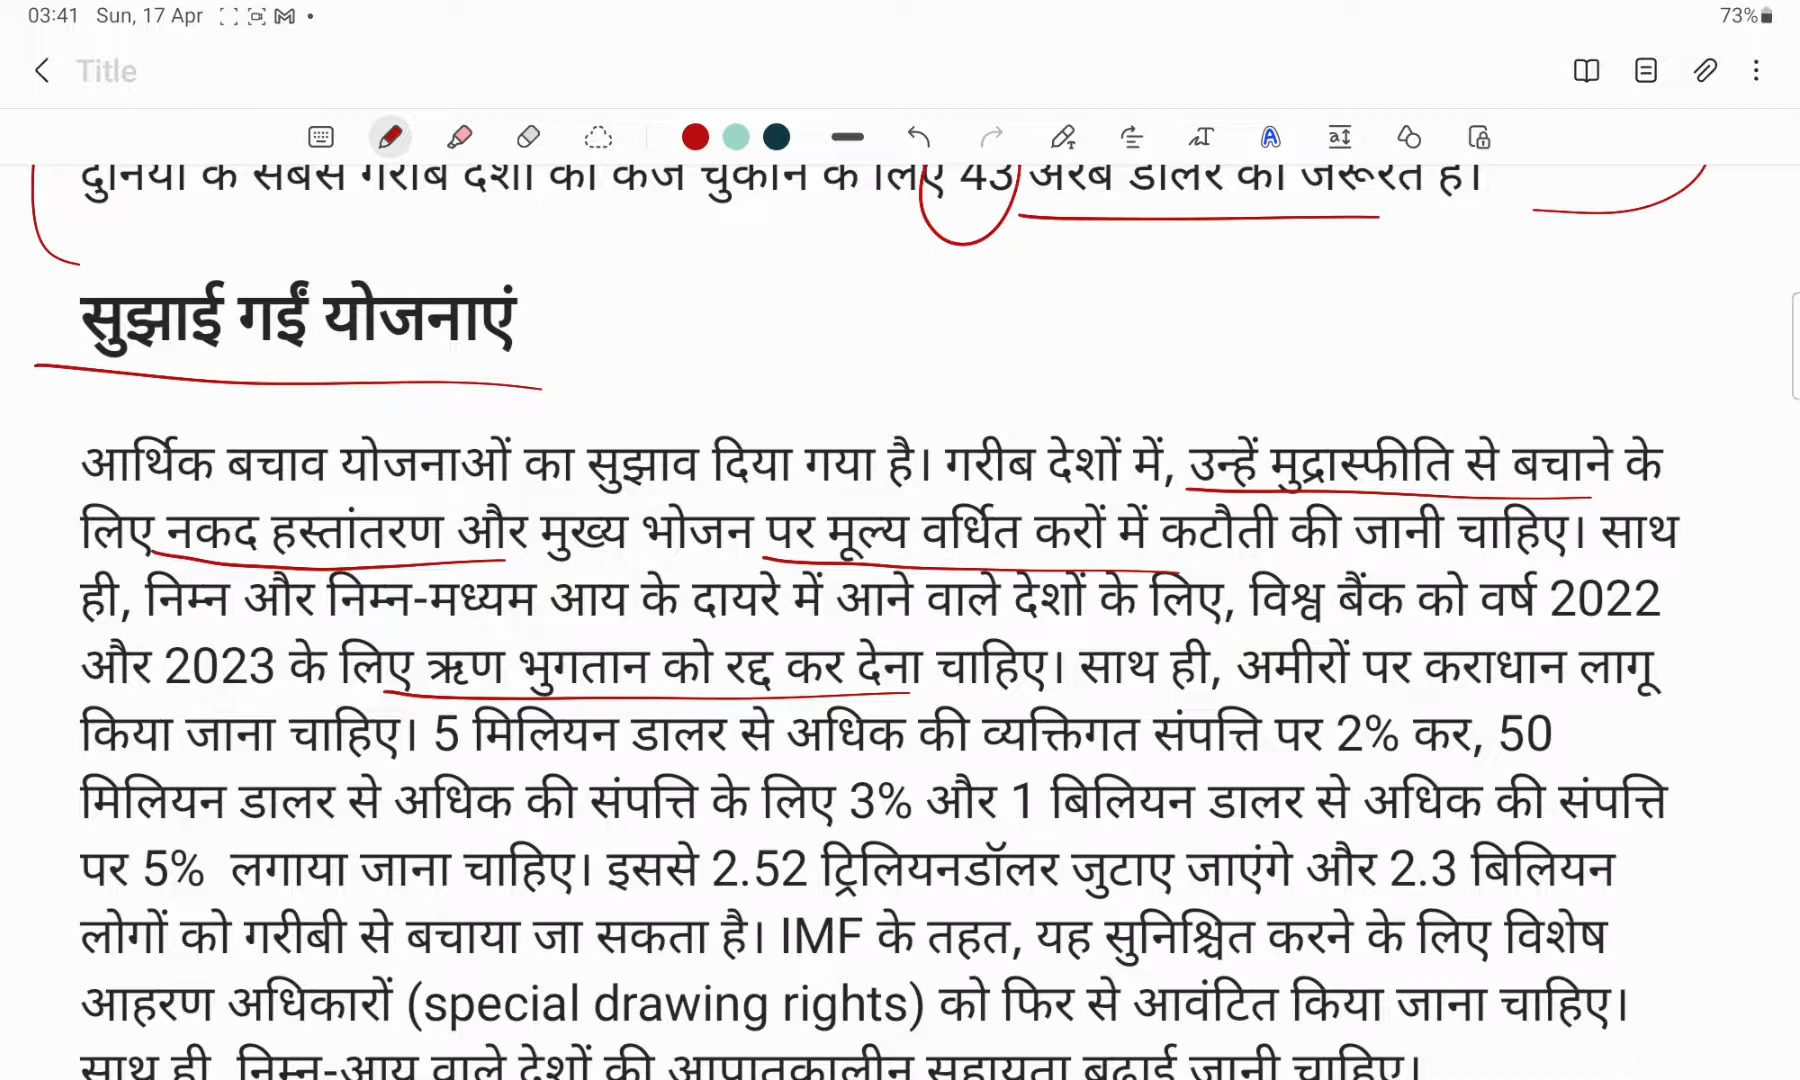 03:41 Sun, 17 Apr
73%
Title
दुनिया के सबसे गरीब देशों को कर्ज चुकाने के लिए 43 अरब डॉलर की जरूरत है।
सुझाई गईं योजनाएं
आर्थिक बचाव योजनाओं का सुझाव दिया गया है। गरीब देशों में, उन्हें मुद्रास्फीति से बचाने के
लिए नकद हस्तांतरण और मुख्य भोजन पर मूल्य वर्धित करों में कटौती की जानी चाहिए। साथ
ही, निम्न और निम्न-मध्यम आय के दायरे में आने वाले देशों के लिए, विश्व बैंक को वर्ष 2022
और 2023 के लिए ऋण भुगतान को रद्द कर देना चाहिए। साथ ही, अमीरों पर कराधान लागू
किया जाना चाहिए। 5 मिलियन डालर से अधिक की व्यक्तिगत संपत्ति पर 2% कर, 50
मिलियन डालर से अधिक की संपत्ति के लिए 3% और 1 बिलियन डालर से अधिक की संपत्ति
पर 5% लगाया जाना चाहिए। इससे 2.52 ट्रिलियनडॉलर जुटाए जाएंगे और 2.3 बिलियन
लोगों को गरीबी से बचाया जा सकता है। IMF के तहत, यह सुनिश्चित करने के लिए विशेष
आहरण अधिकारों (special drawing rights) को फिर से आवंटित किया जाना चाहिए।
साथ ही, निम्न-आय वाले देशों की आपातकालीन सहायता बढ़ाई जानी चाहिए।